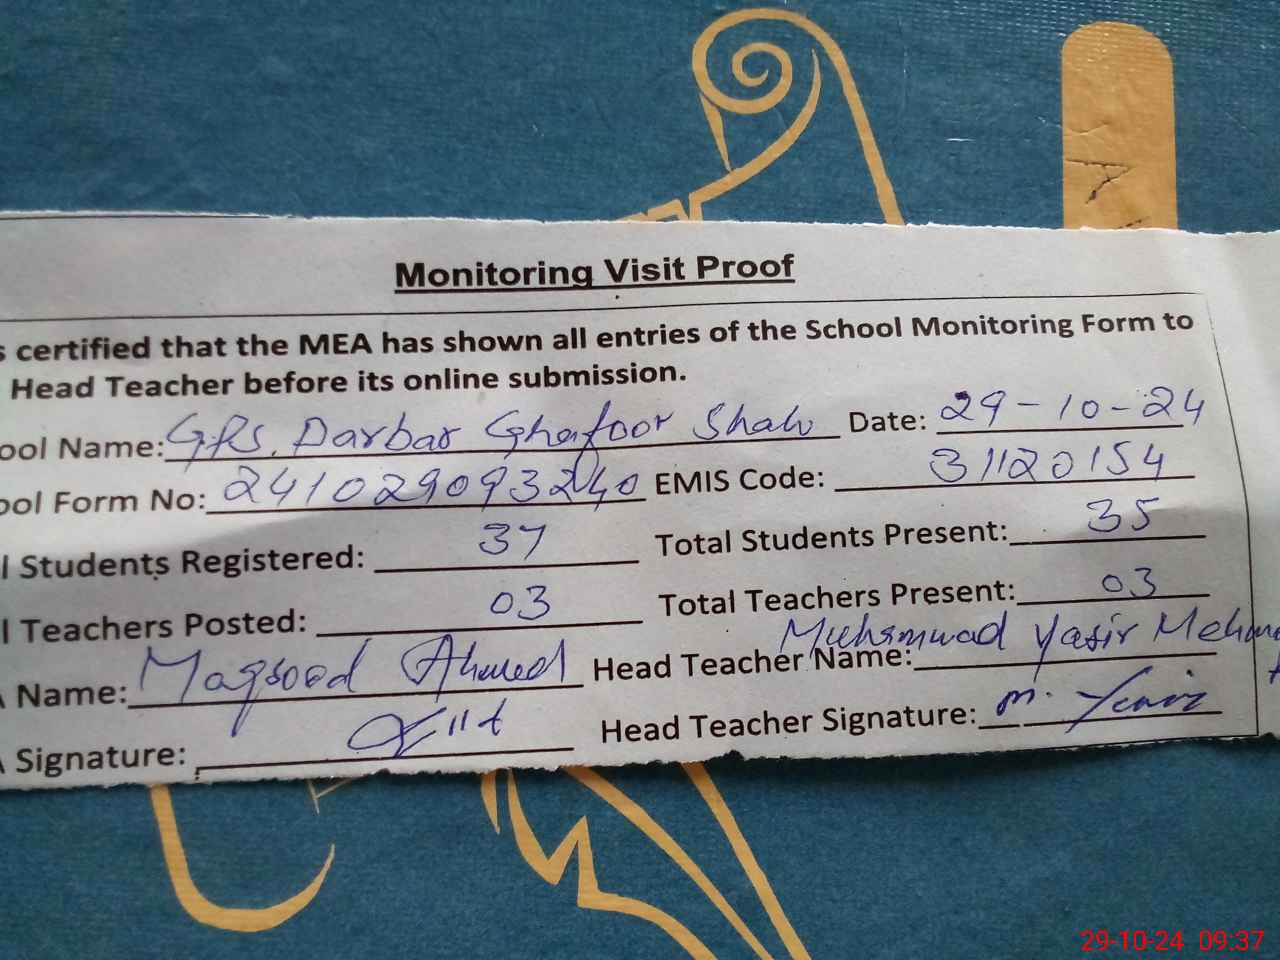 Monitoring Visit Proof
s certified that the MEA has shown all entries of the School Monitoring Form to
Head Teacher before its online submission.
ool Name: GPS. Darbar Ghafoor Shah Date: 29-10-24
ool Form No: 241029093240 EMIS Code: 31120154
l Students Registered: 37 Total Students Present: 35
l Teachers Posted: 03 Total Teachers Present: 03
A Name: Maqsood Ahmed Head Teacher Name: Muhammad Yasir Mehm
A Signature: Head Teacher Signature: M. Yasir
29-10-24 09:37